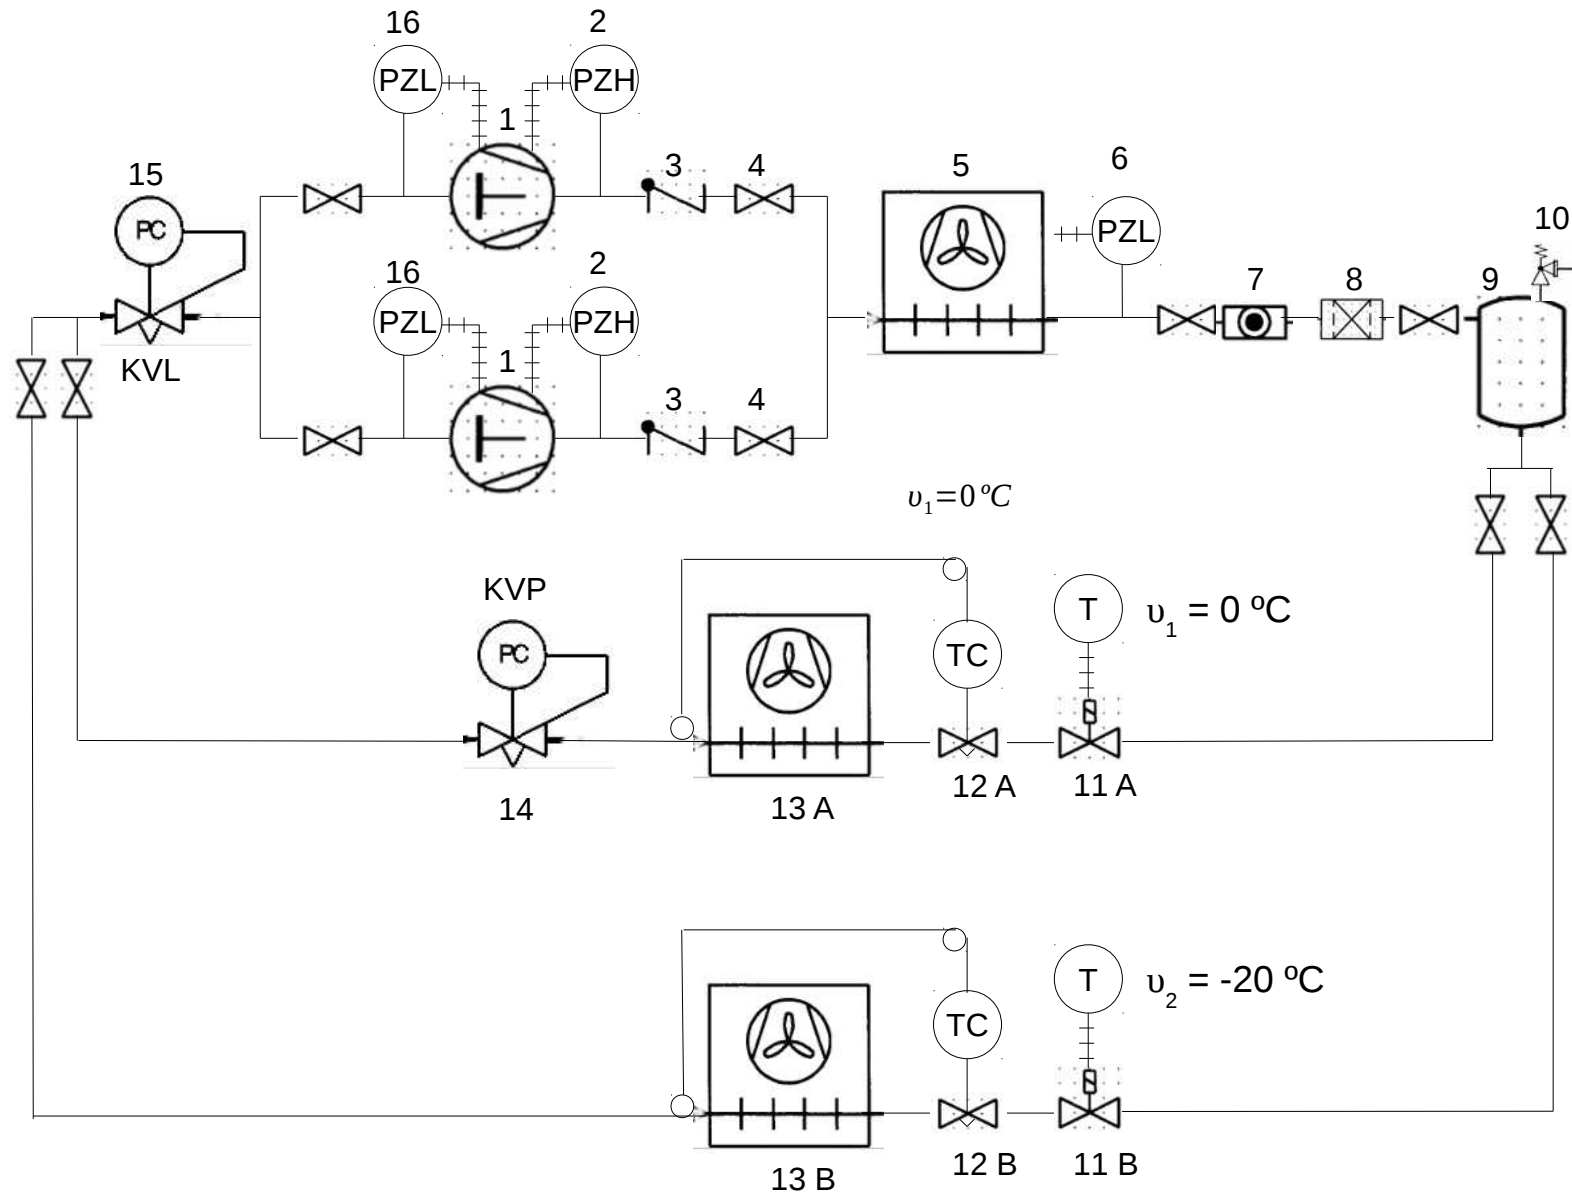 16
2
PZL
PZH
1
15
3
4
5
6
PC
PZL
KVL
16
2
PZL
PZH
1
7
8
9
10
3
4
υ1=0 ºC
KVP
PC
TC
T
υ1 = 0 ºC
14
13 A
12 A
11 A
TC
T
υ2 = -20 ºC
13 B
12 B
11 B